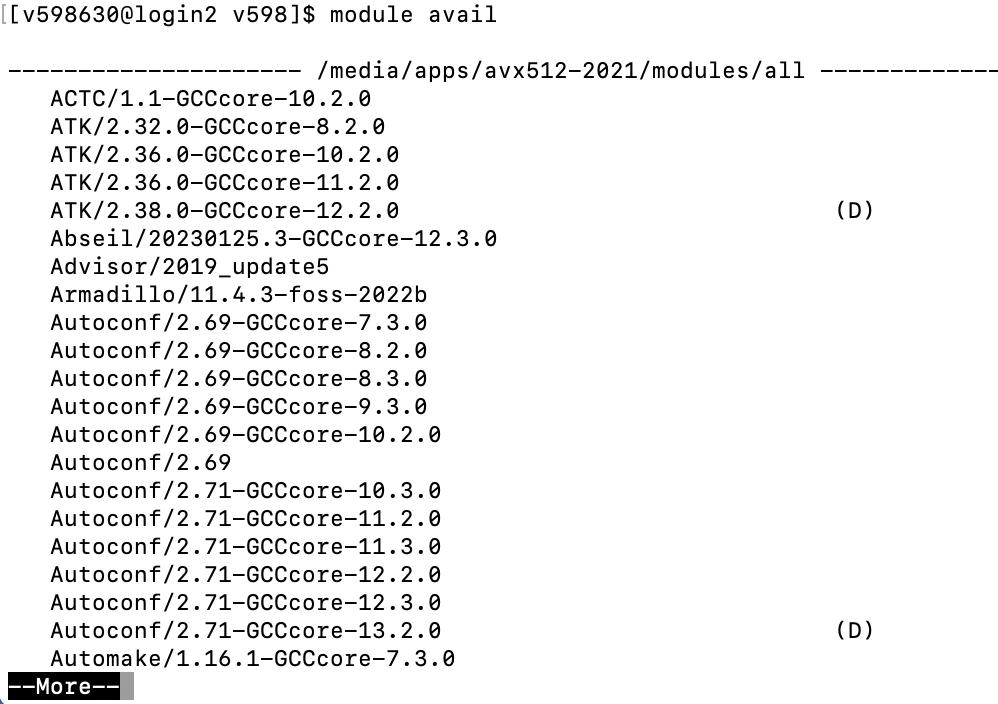 [[v598630@login2 v598]$ module avail
--------------------- /media/apps/avx512-2021/modules/all -------------
ACTC/1.1-GCCcore-10.2.0
ATK/2.32.0-GCCcore-8.2.0
ATK/2.36.0-GCCcore-10.2.0
ATK/2.36.0-GCCcore-11.2.0
ATK/2.38.0-GCCcore-12.2.0 (D)
Abseil/20230125.3-GCCcore-12.3.0
Advisor/2019_update5
Armadillo/11.4.3-foss-2022b
Autoconf/2.69-GCCcore-7.3.0
Autoconf/2.69-GCCcore-8.2.0
Autoconf/2.69-GCCcore-8.3.0
Autoconf/2.69-GCCcore-9.3.0
Autoconf/2.69-GCCcore-10.2.0
Autoconf/2.69
Autoconf/2.71-GCCcore-10.3.0
Autoconf/2.71-GCCcore-11.2.0
Autoconf/2.71-GCCcore-11.3.0
Autoconf/2.71-GCCcore-12.2.0
Autoconf/2.71-GCCcore-12.3.0
Autoconf/2.71-GCCcore-13.2.0 (D)
Automake/1.16.1-GCCcore-7.3.0
--More--